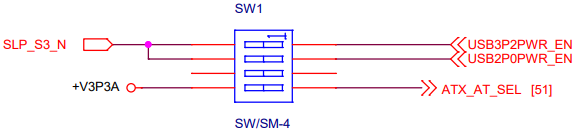 SW1
SLP_S3_N
USB3P2PWR_EN
USB2P0PWR_EN
+V3P3A
ATX_AT_SEL [51]
SW/SM-4